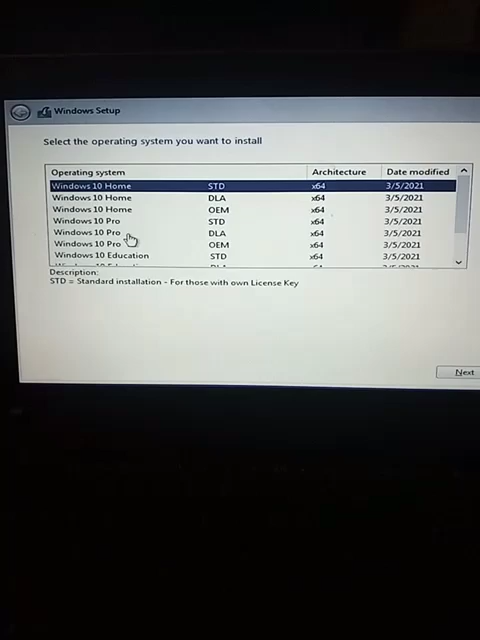 Windows Setup
Select the operating system you want to install
Operating system Architecture Date modified
Windows 10 Home STD x64 3/5/2021
Windows 10 Home DLA x64 3/5/2021
Windows 10 Home OEM x64 3/5/2021
Windows 10 Pro STD x64 3/5/2021
Windows 10 Pro DLA x64 3/5/2021
Windows 10 Pro OEM x64 3/5/2021
Windows 10 Education STD x64 3/5/2021
Description:
STD = Standard installation - For those with own License Key
Next